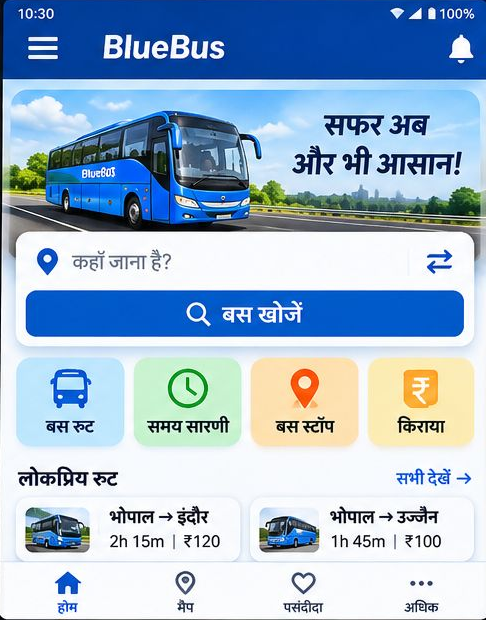 10:30
100%
BlueBus
सफर अब
और भी आसान!
BlueBus
कहाँ जाना है?
बस खोजें
बस रुट
समय सारणी
बस स्टॉप
किराया
लोकप्रिय रुट
सभी देखें →
भोपाल → इंदौर
2h 15m | ₹120
भोपाल → उज्जैन
1h 45m | ₹100
होम
मैप
पसंदीदा
अधिक